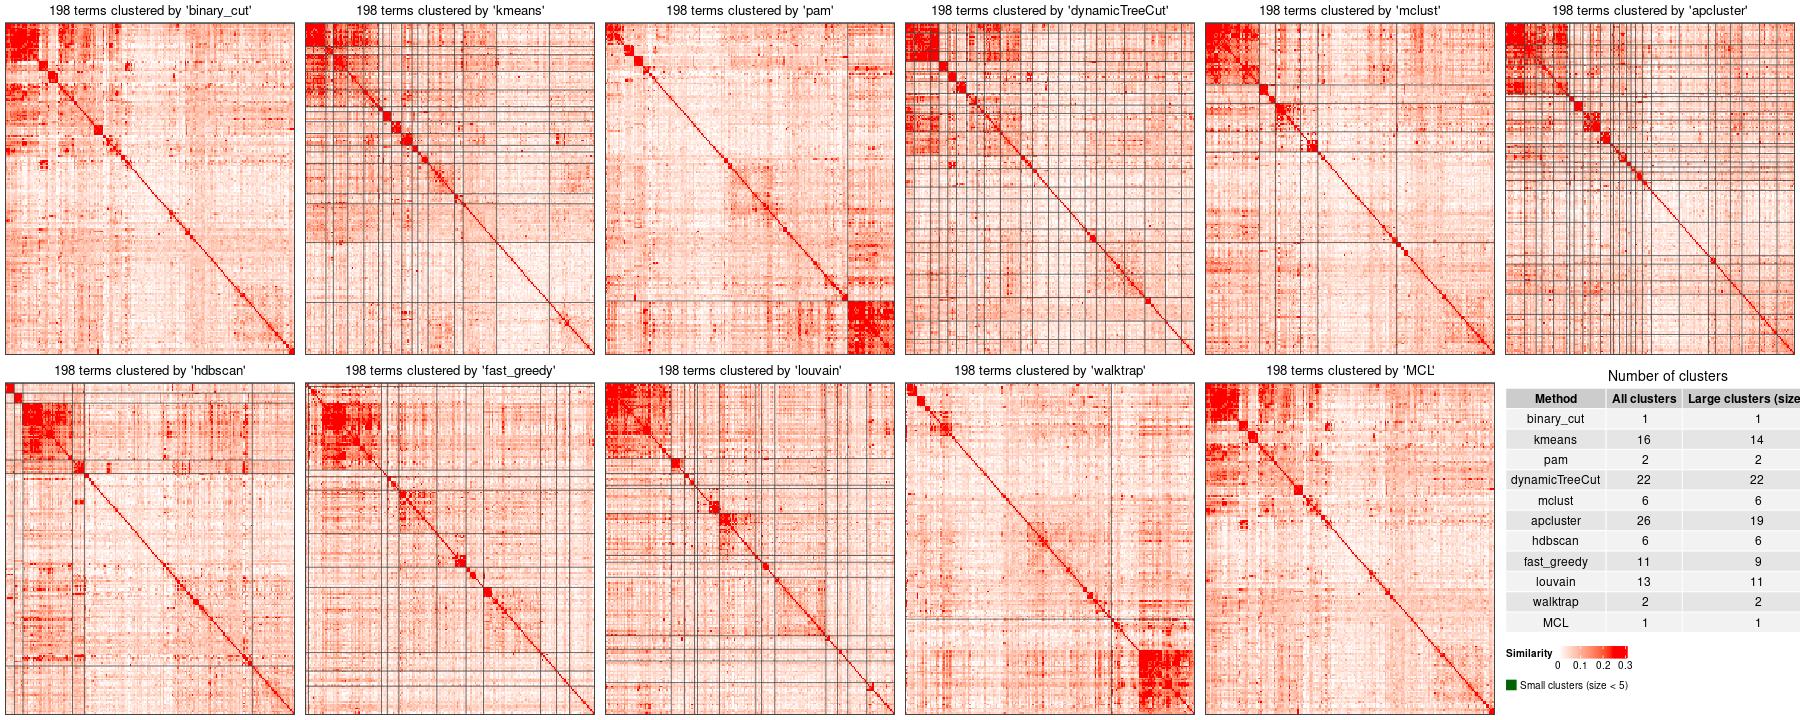 198 terms clustered by 'binary_cut'
198 terms clustered by 'kmeans'
198 terms clustered by 'pam'
198 terms clustered by 'dynamicTreeCut'
198 terms clustered by 'mclust'
198 terms clustered by 'apcluster'
198 terms clustered by 'hdbscan'
198 terms clustered by 'fast_greedy'
198 terms clustered by 'louvain'
198 terms clustered by 'walktrap'
198 terms clustered by 'MCL'
Number of clusters
Method All clusters Large clusters (size
binary_cut 1 1
kmeans 16 14
pam 2 2
dynamicTreeCut 22 22
mclust 6 6
apcluster 26 19
hdbscan 6 6
fast_greedy 11 9
louvain 13 11
walktrap 2 2
MCL 1 1
Similarity
0 0.1 0.2 0.3
Small clusters (size < 5)